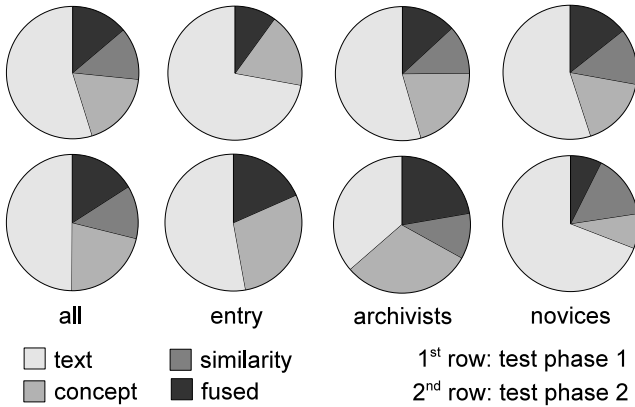 all entry archivists novices
text similarity 1st row: test phase 1
concept fused 2nd row: test phase 2